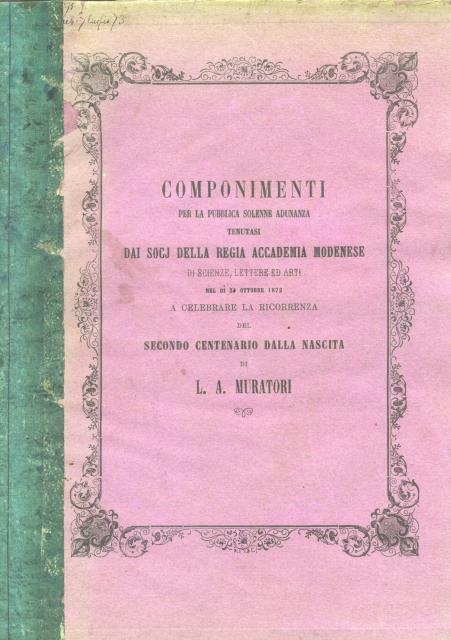 COMPONIMENTI
PER LA PUBBLICA SOLENNE ADUNANZA
TENUTASI
DAI SOCJ DELLA REGIA ACCADEMIA MODENESE
DI SCIENZE, LETTERE ED ARTI
NEL DÌ OTTOBRE 1872
A CELEBRARE LA RICORRENZA
DEL
SECONDO CENTENARIO DALLA NASCITA
DI
L. A. MURATORI